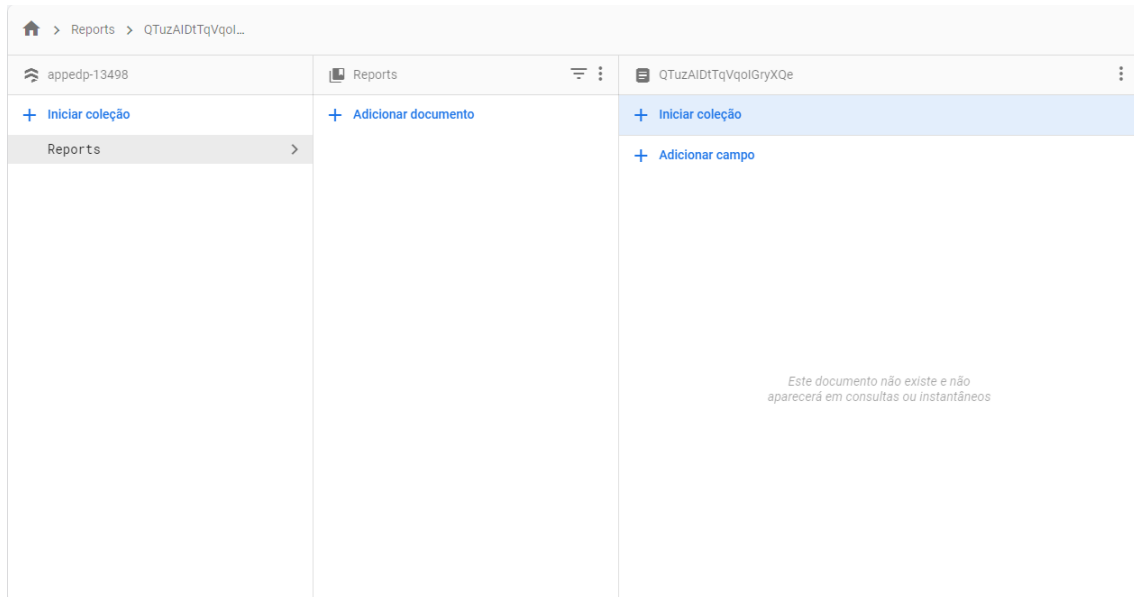 Reports > QTuzAIDtTqVqoI...
appedp-13498
Reports
QTuzAIDtTqVqoIGryXQe
+ Iniciar coleção
+ Adicionar documento
+ Iniciar coleção
Reports
+ Adicionar campo
Este documento não existe e não
aparecerá em consultas ou instantâneos